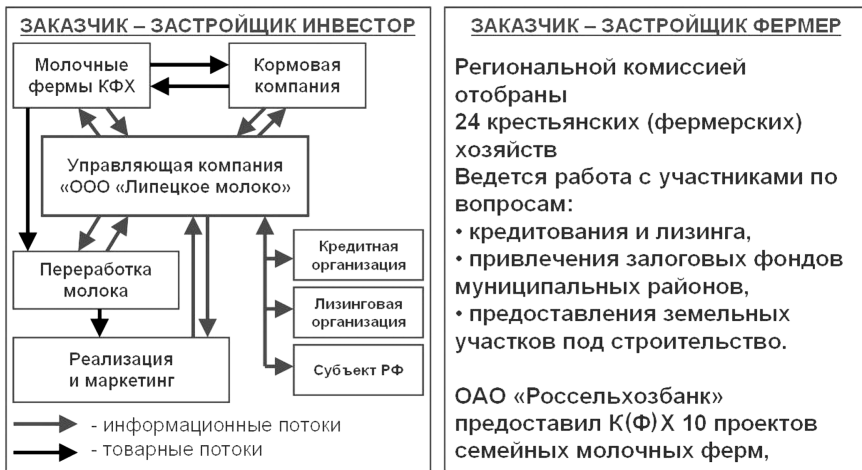 ЗАКАЗЧИК – ЗАСТРОЙЩИК ИНВЕСТОР
Молочные
фермы КФХ
Кормовая
компания
Управляющая компания
«ООО «Липецкое молоко»
Переработка
молока
Реализация
и маркетинг
Кредитная
организация
Лизинговая
организация
Субъект РФ
- информационные потоки
- товарные потоки
ЗАКАЗЧИК – ЗАСТРОЙЩИК ФЕРМЕР
Региональной комиссией
отобраны
24 крестьянских (фермерских)
хозяйств
Ведется работа с участниками по
вопросам:
• кредитования и лизинга,
• привлечения залоговых фондов
муниципальных районов,
• предоставления земельных
участков под строительство.
ОАО «Россельхозбанк»
предоставил К(Ф)Х 10 проектов
семейных молочных ферм,